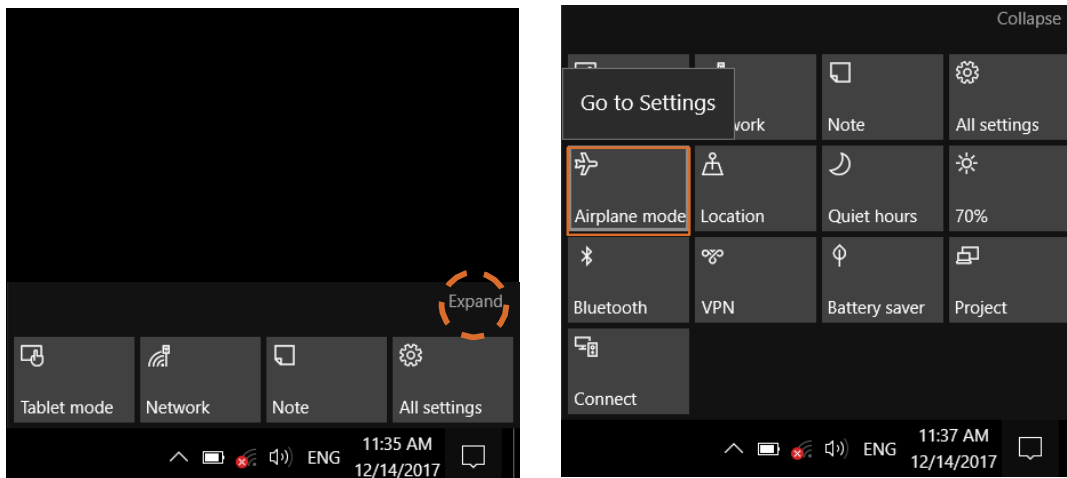 Expand
Tablet mode
Network
Note
All settings
ENG
11:35 AM
12/14/2017
Collapse
Go to Settings
work
Note
All settings
Airplane mode
Location
Quiet hours
70%
Bluetooth
VPN
Battery saver
Project
Connect
ENG
11:37 AM
12/14/2017